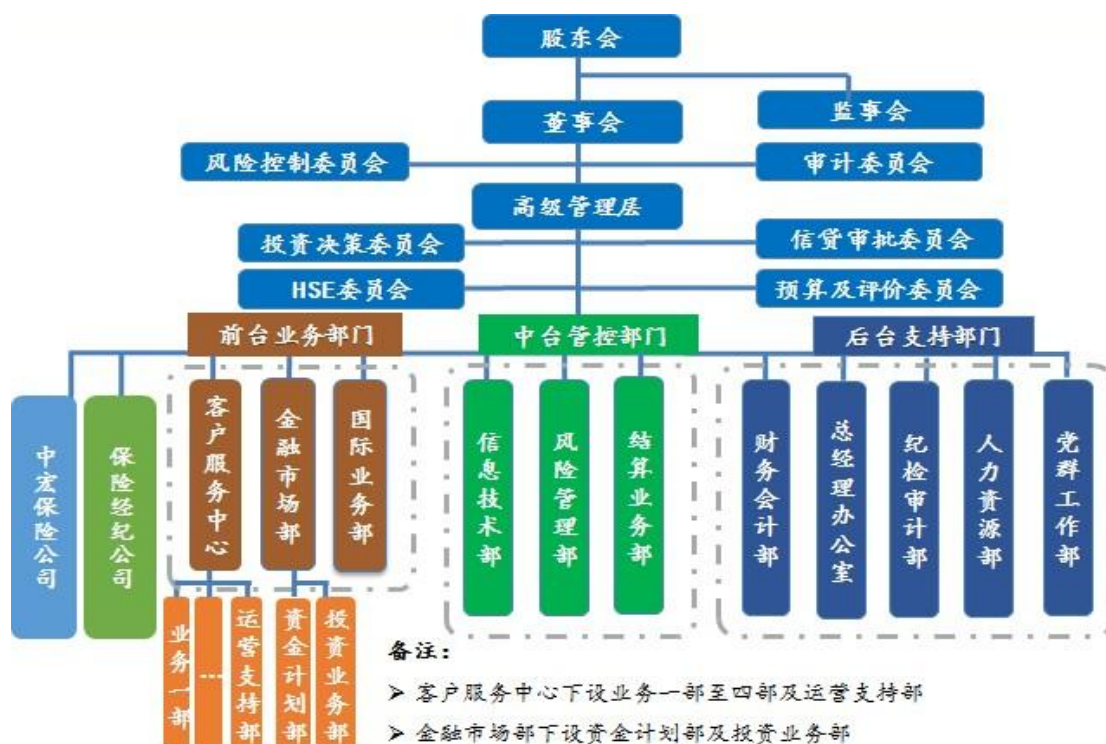 股东会
监事会
董事会
风险控制委员会
审计委员会
高级管理层
投资决策委员会
信贷审批委员会
HSE委员会
预算及评价委员会
前台业务部门
中台管控部门
后台支持部门
中宏保险公司
保险经纪公司
客户服务中心
金融市场部
国际业务部
信息技术部
风险管理部
结算业务部
财务会计部
总经理办公室
纪检审计部
人力资源部
党群工作部
业务一部
...
运营支持部
资金计划部
投资业务部
备注：
➢ 客户服务中心下设业务一部至四部及运营支持部
➢ 金融市场部下设资金计划部及投资业务部